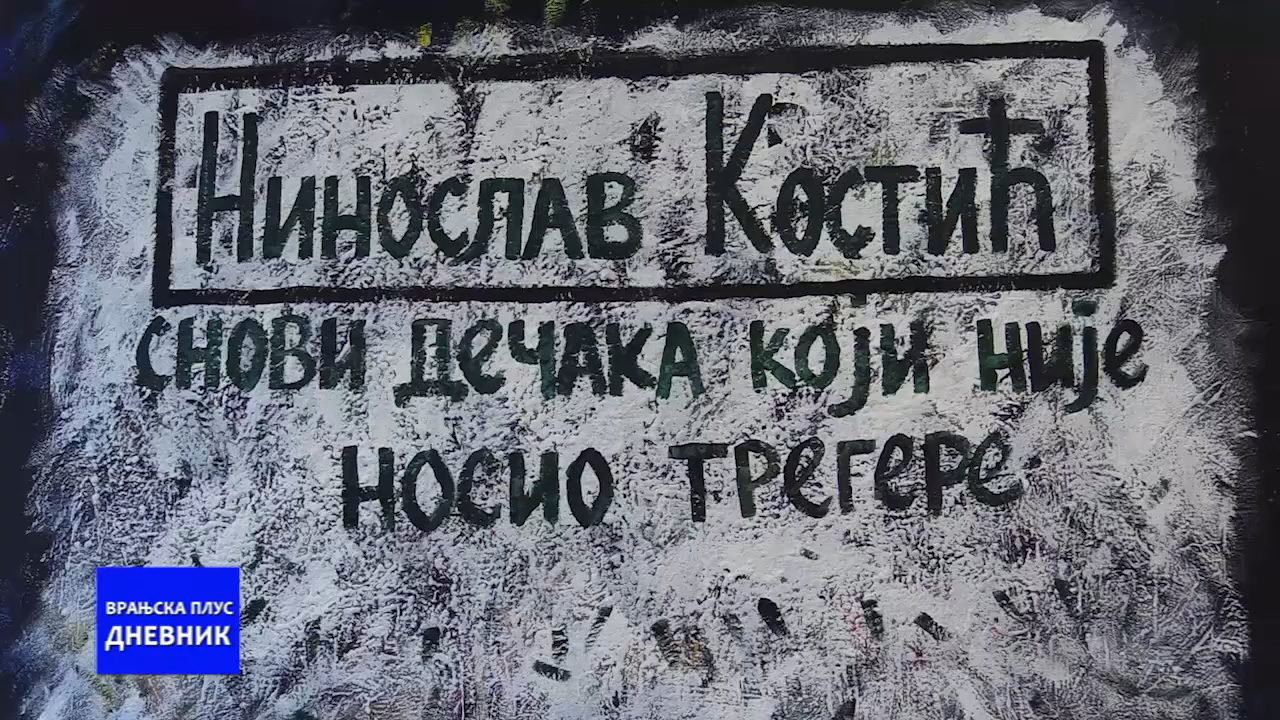 Нинослав Костић
снови дечака који није
носио трегере
ВРАЊСКА ПЛУС
ДНЕВНИК